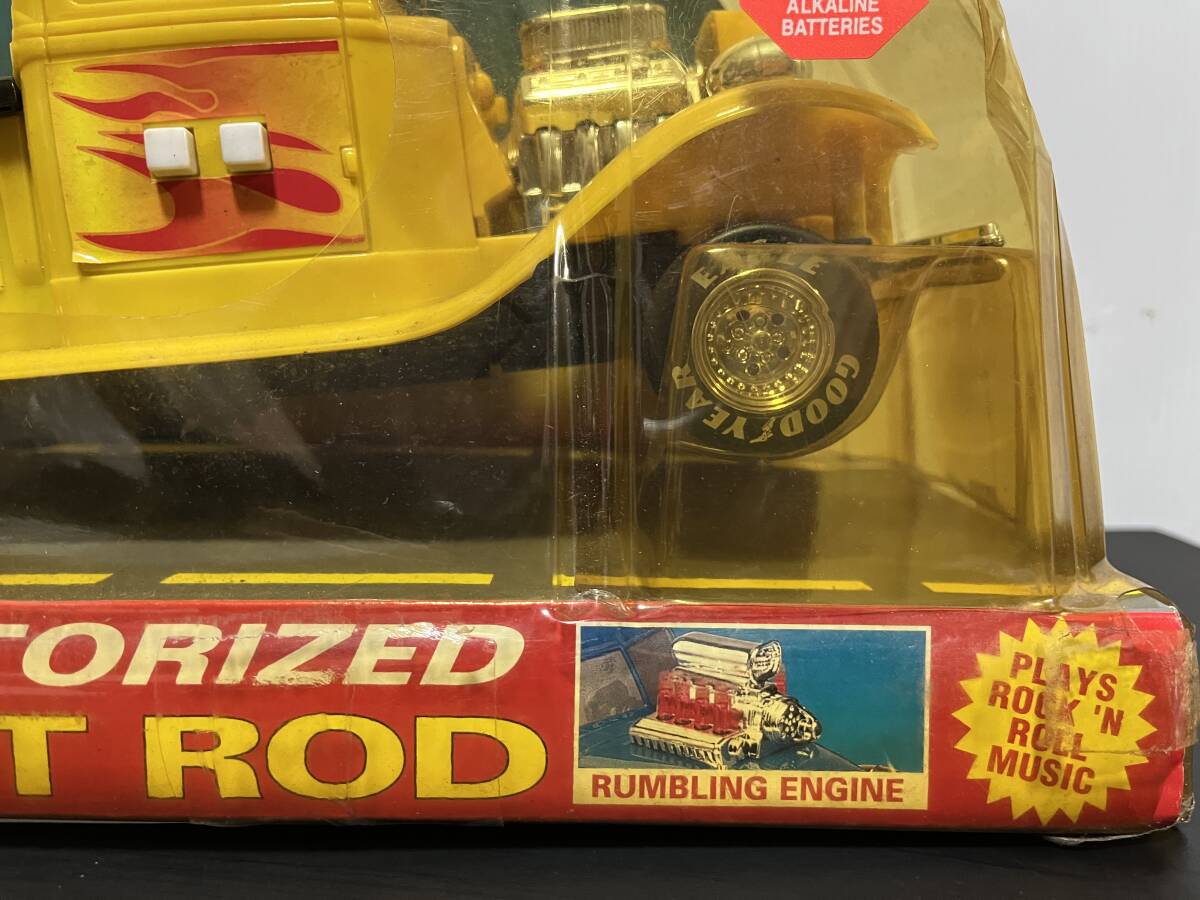 ALKALINE
BATTERIES
EAGLE
GOODYEAR
TORIZED
T ROD
RUMBLING ENGINE
PLAYS
ROCK 'N
ROLL
MUSIC